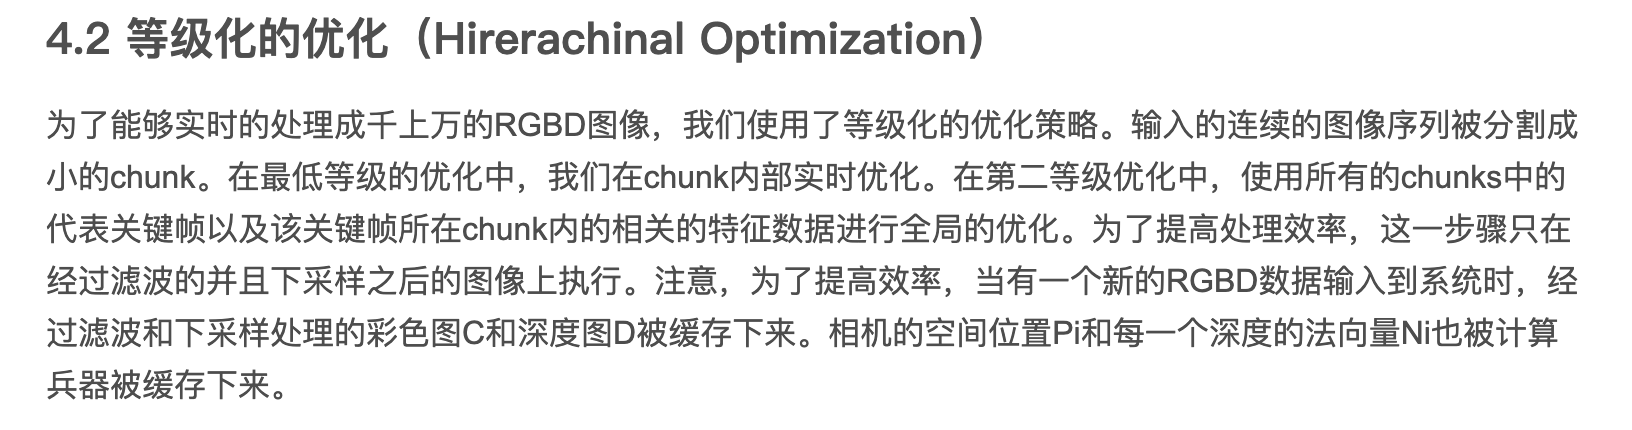 4.2 等级化的优化（Hirerachinal Optimization）
为了能够实时的处理成千上万的RGBD图像，我们使用了等级化的优化策略。输入的连续的图像序列被分割成
小的chunk。在最低等级的优化中，我们在chunk内部实时优化。在第二等级优化中，使用所有的chunks中的
代表关键帧以及该关键帧所在chunk内的相关的特征数据进行全局的优化。为了提高处理效率，这一步骤只在
经过滤波的并且下采样之后的图像上执行。注意，为了提高效率，当有一个新的RGBD数据输入到系统时，经
过滤波和下采样处理的彩色图C和深度图D被缓存下来。相机的空间位置Pi和每一个深度的法向量Ni也被计算
兵器被缓存下来。